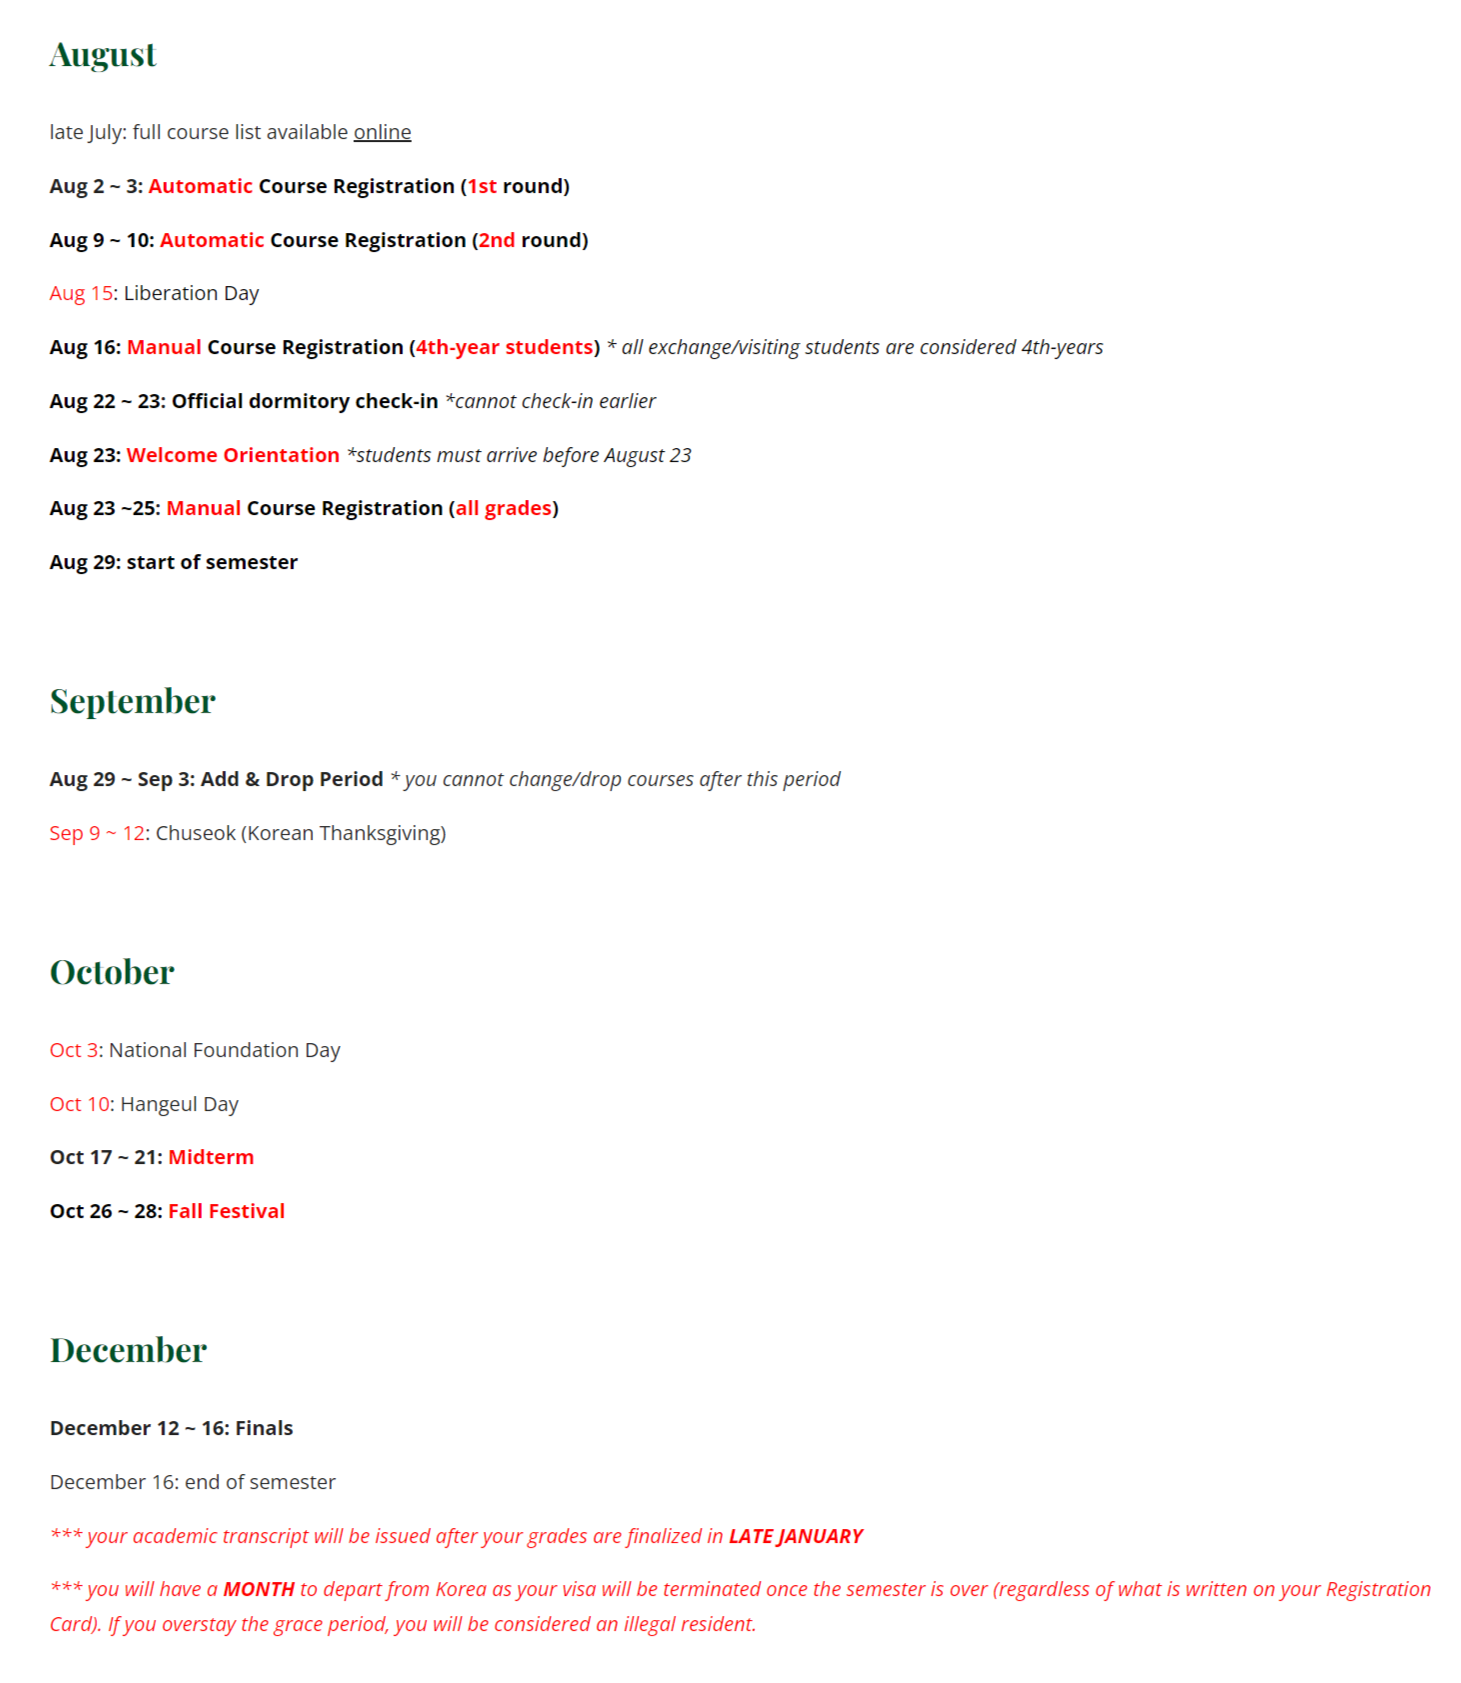 August
late July: full course list available online
Aug 2 ~ 3: Automatic Course Registration (1st round)
Aug 9 ~ 10: Automatic Course Registration (2nd round)
Aug 15: Liberation Day
Aug 16: Manual Course Registration (4th-year students) * all exchange/visiting students are considered 4th-years
Aug 22 ~ 23: Official dormitory check-in *cannot check-in earlier
Aug 23: Welcome Orientation *students must arrive before August 23
Aug 23 ~25: Manual Course Registration (all grades)
Aug 29: start of semester
September
Aug 29 ~ Sep 3: Add & Drop Period * you cannot change/drop courses after this period
Sep 9 ~ 12: Chuseok (Korean Thanksgiving)
October
Oct 3: National Foundation Day
Oct 10: Hangeul Day
Oct 17 ~ 21: Midterm
Oct 26 ~ 28: Fall Festival
December
December 12 ~ 16: Finals
December 16: end of semester
*** your academic transcript will be issued after your grades are finalized in LATE JANUARY
*** you will have a MONTH to depart from Korea as your visa will be terminated once the semester is over (regardless of what is written on your Registration
Card). If you overstay the grace period, you will be considered an illegal resident.